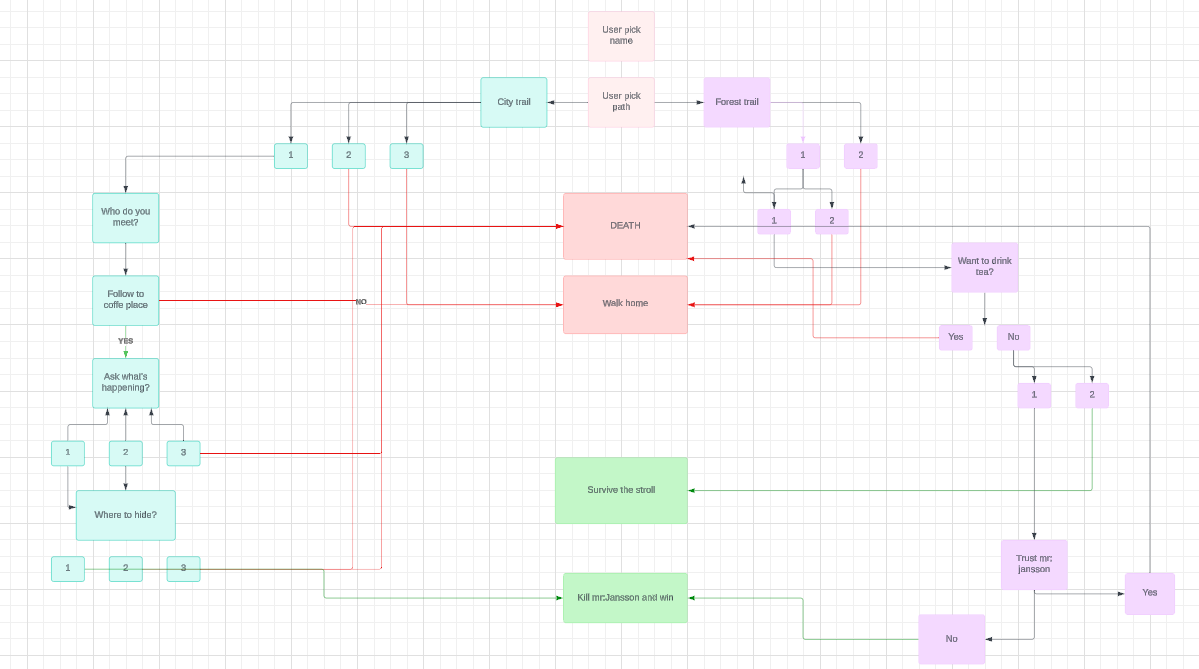 User pick
name
City trail
User pick
path
Forest trail
1
2
3
1
2
Who do you
meet?
DEATH
1
2
Want to drink
tea?
Follow to
coffe place
NO
Walk home
YES
Yes
No
Ask what's
happening?
1
2
1
2
3
Survive the stroll
Where to hide?
1
2
3
Trust mr:
jansson
Kill mr:Jansson and win
Yes
No